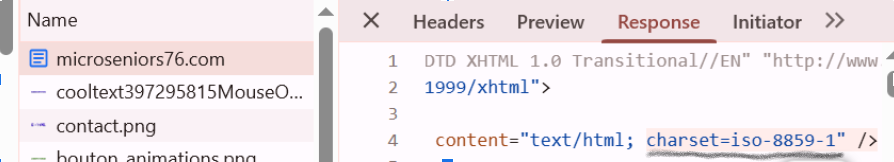 Name
microseniors76.com
cooltext397295815MouseO...
contact.png
bouton_animations.png
Headers Preview Response Initiator
1 DTD XHTML 1.0 Transitional//EN" "http://www
2 1999/xhtml">
3
4 content="text/html; charset=iso-8859-1" />